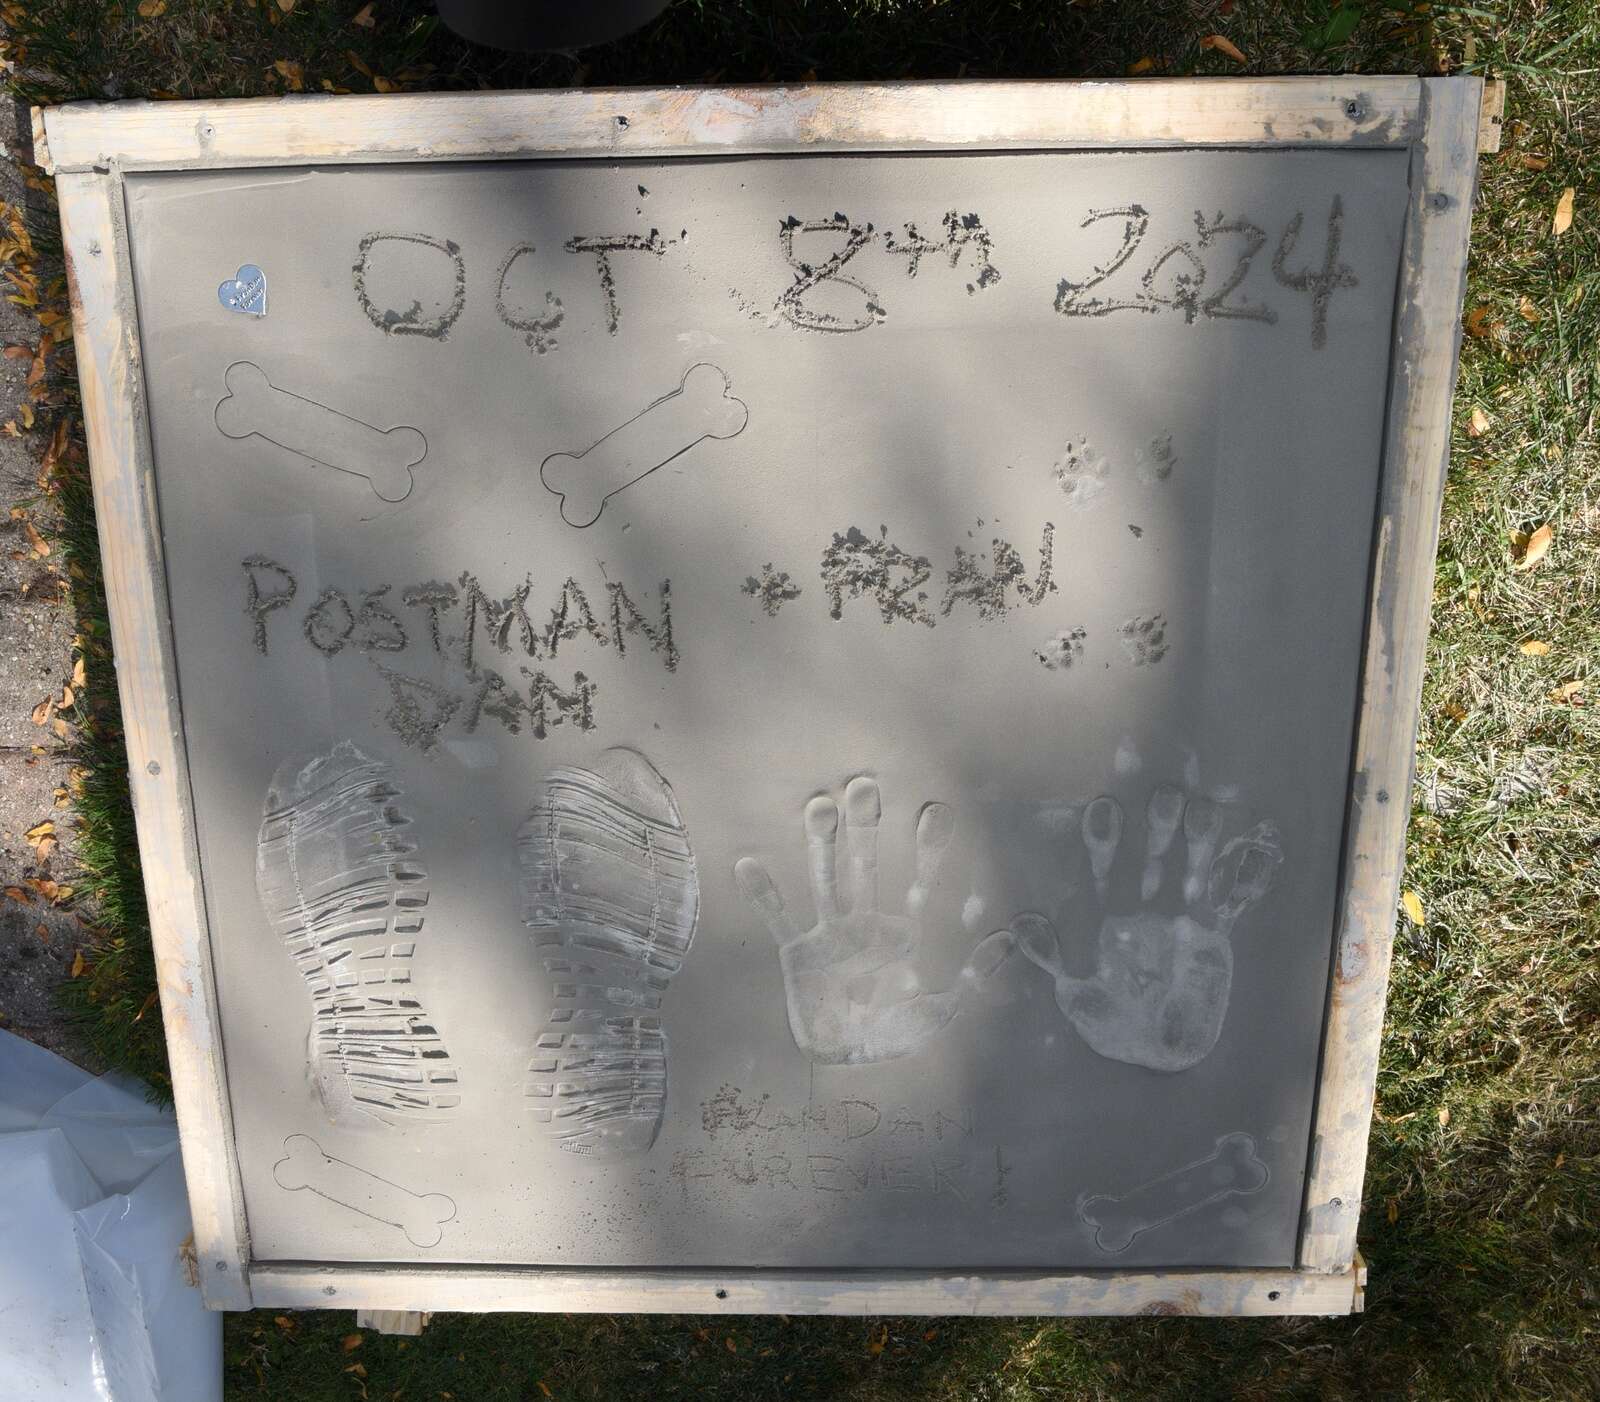 OCT 8TH 2024
POSTMAN + FRAN
DAN
FRANDAN
FUREVER!